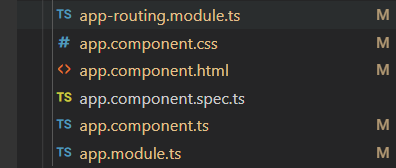 TS app-routing.module.ts M
# app.component.css M
<> app.component.html M
TS app.component.spec.ts
TS app.component.ts M
TS app.module.ts M